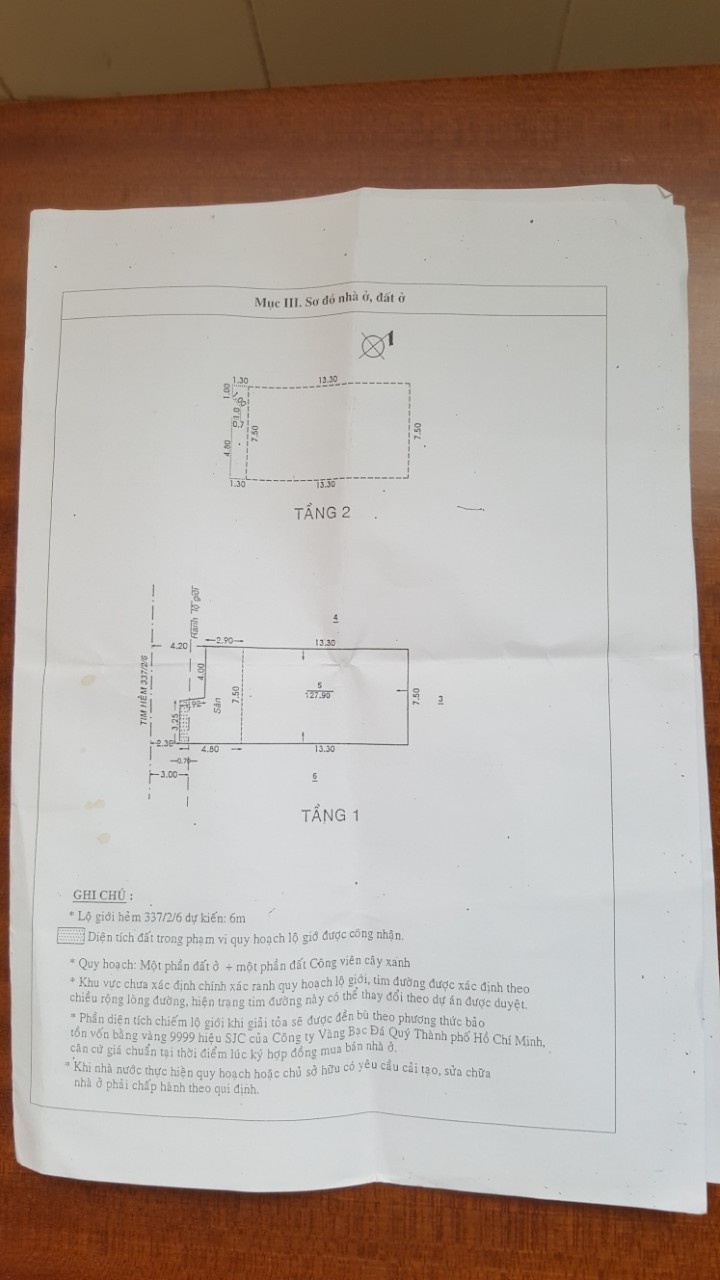 Mục III. Sơ đồ nhà ở, đất ở
1
1.30 13.30
1.00
0.7
4.80 7.50 7.50
1.30 13.30
TẦNG 2
TIM HẺM 337/2/6
Ranh lộ giới
4
4.20 2.90 13.30
4.00
Sân
7.50
5
127.90
7.50
3
3.25
2.30 4.80 13.30
0.70
3.00
6
TẦNG 1
GHI CHÚ :
* Lộ giới hẻm 337/2/6 dự kiến: 6m
Diện tích đất trong phạm vi quy hoạch lộ giớ được công nhận.
* Quy hoạch: Một phần đất ở + một phần đất Công viên cây xanh
* Khu vực chưa xác định chính xác ranh quy hoạch lộ giới, tim đường được xác định theo
chiều rộng lòng đường, hiện trạng tim đường này có thể thay đổi theo dự án được duyệt.
* Phần diện tích chiếm lộ giới khi giải tỏa sẽ được đền bù theo phương thức bảo
tồn vốn bằng vàng 9999 hiệu SJC của Công ty Vàng Bạc Đá Quý Thành phố Hồ Chí Minh,
căn cứ giá chuẩn tại thời điểm lúc ký hợp đồng mua bán nhà ở.
* Khi nhà nước thực hiện quy hoạch hoặc chủ sở hữu có yêu cầu cải tạo, sửa chữa
nhà ở phải chấp hành theo qui định.